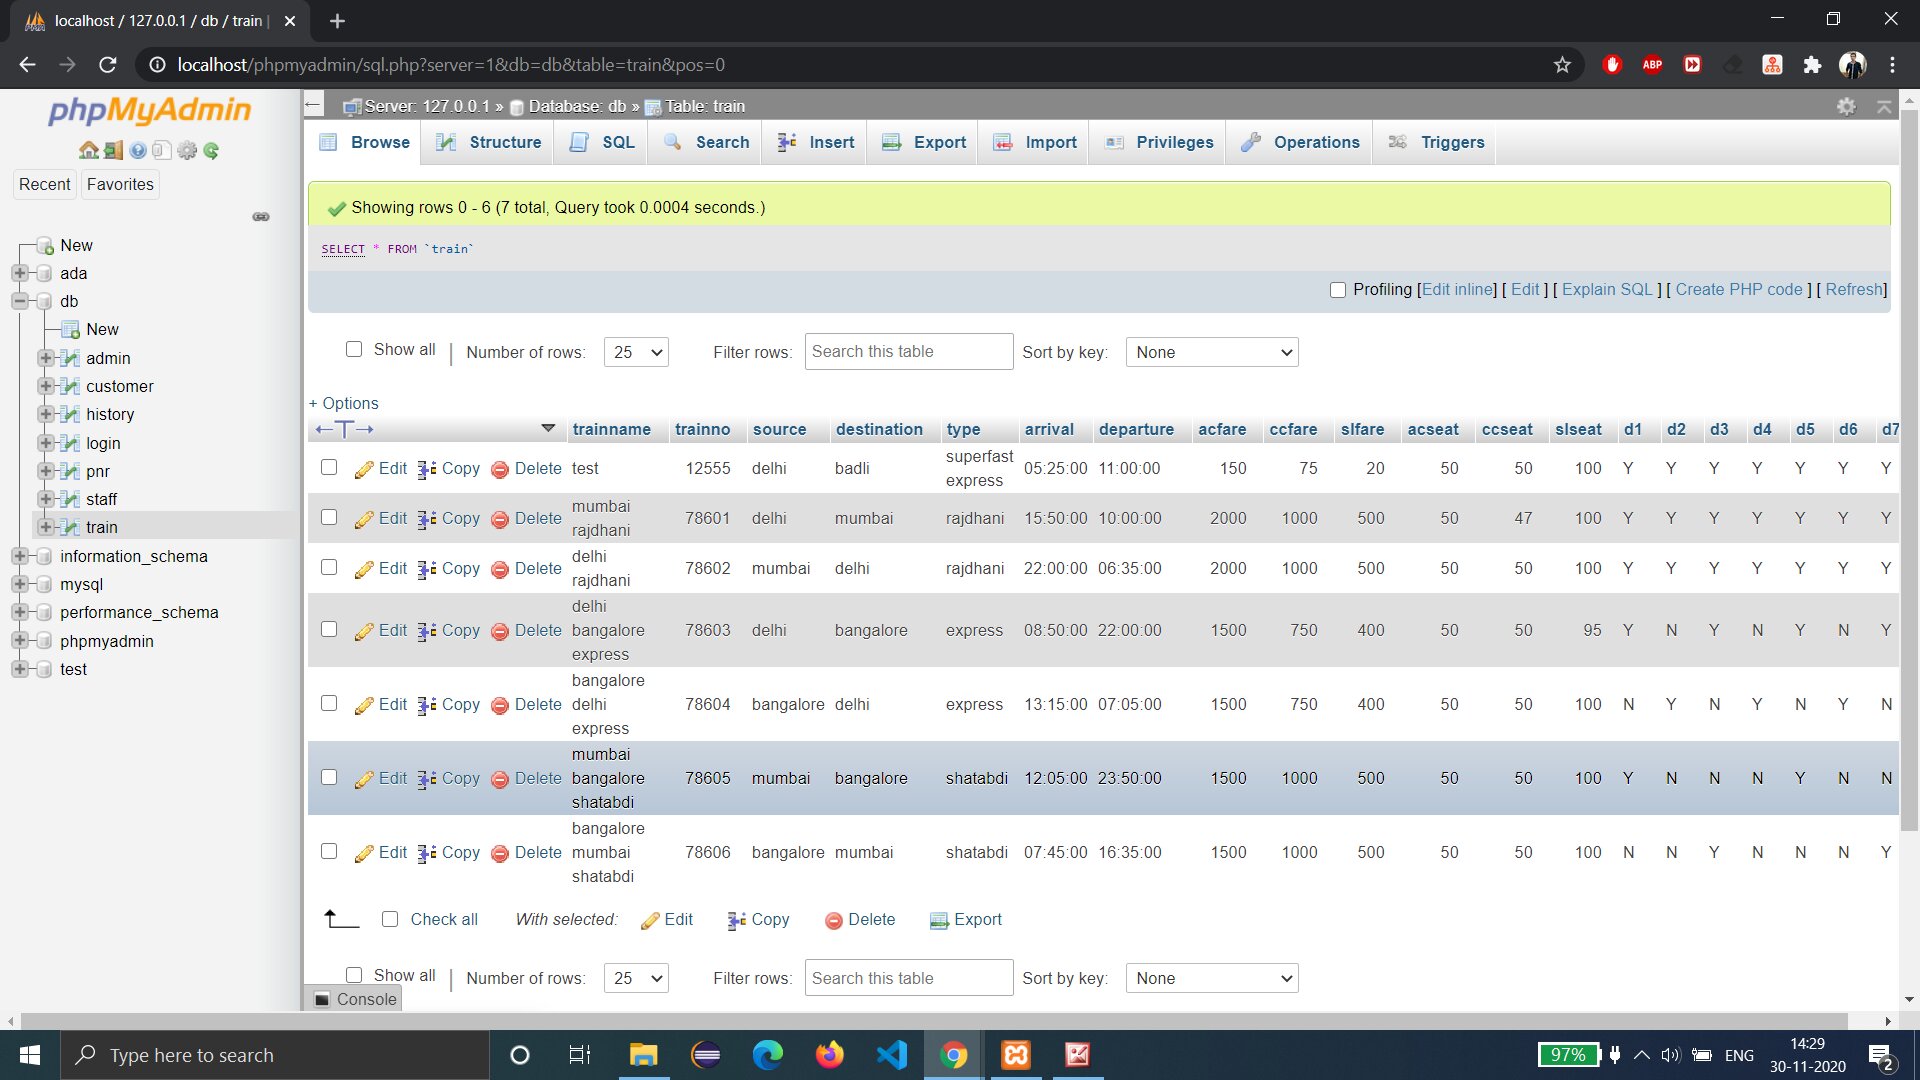 localhost / 127.0.0.1 / db / train |
localhost/phpmyadmin/sql.php?server=1&db=db&table=train&pos=0
ABP
phpMyAdmin
Recent Favorites
New
ada
db
New
admin
customer
history
login
pnr
staff
train
information_schema
mysql
performance_schema
phpmyadmin
test
Server: 127.0.0.1 » Database: db » Table: train
Browse Structure SQL Search Insert Export Import Privileges Operations Triggers
Showing rows 0 - 6 (7 total, Query took 0.0004 seconds.)
SELECT * FROM `train`
Profiling [Edit inline] [ Edit ] [ Explain SQL ] [ Create PHP code ] [ Refresh]
Show all | Number of rows: 25 Filter rows: Search this table Sort by key: None
+ Options
←T→ trainname trainno source destination type arrival departure acfare ccfare slfare acseat ccseat slseat d1 d2 d3 d4 d5 d6 d7
Edit Copy Delete test 12555 delhi badli superfast express 05:25:00 11:00:00 150 75 20 50 50 100 Y Y Y Y Y Y Y
Edit Copy Delete mumbai rajdhani 78601 delhi mumbai rajdhani 15:50:00 10:00:00 2000 1000 500 50 47 100 Y Y Y Y Y Y Y
Edit Copy Delete delhi rajdhani 78602 mumbai delhi rajdhani 22:00:00 06:35:00 2000 1000 500 50 50 100 Y Y Y Y Y Y Y
Edit Copy Delete delhi bangalore express 78603 delhi bangalore express 08:50:00 22:00:00 1500 750 400 50 50 95 Y N Y N Y N Y
Edit Copy Delete bangalore delhi express 78604 bangalore delhi express 13:15:00 07:05:00 1500 750 400 50 50 100 N Y N Y N Y N
Edit Copy Delete mumbai bangalore shatabdi 78605 mumbai bangalore shatabdi 12:05:00 23:50:00 1500 1000 500 50 50 100 Y N N N Y N N
Edit Copy Delete bangalore mumbai shatabdi 78606 bangalore mumbai shatabdi 07:45:00 16:35:00 1500 1000 500 50 50 100 N N Y N N N Y
Check all With selected: Edit Copy Delete Export
Show all | Number of rows: 25 Filter rows: Search this table Sort by key: None
Console
Type here to search
97% ENG 14:29
30-11-2020
2